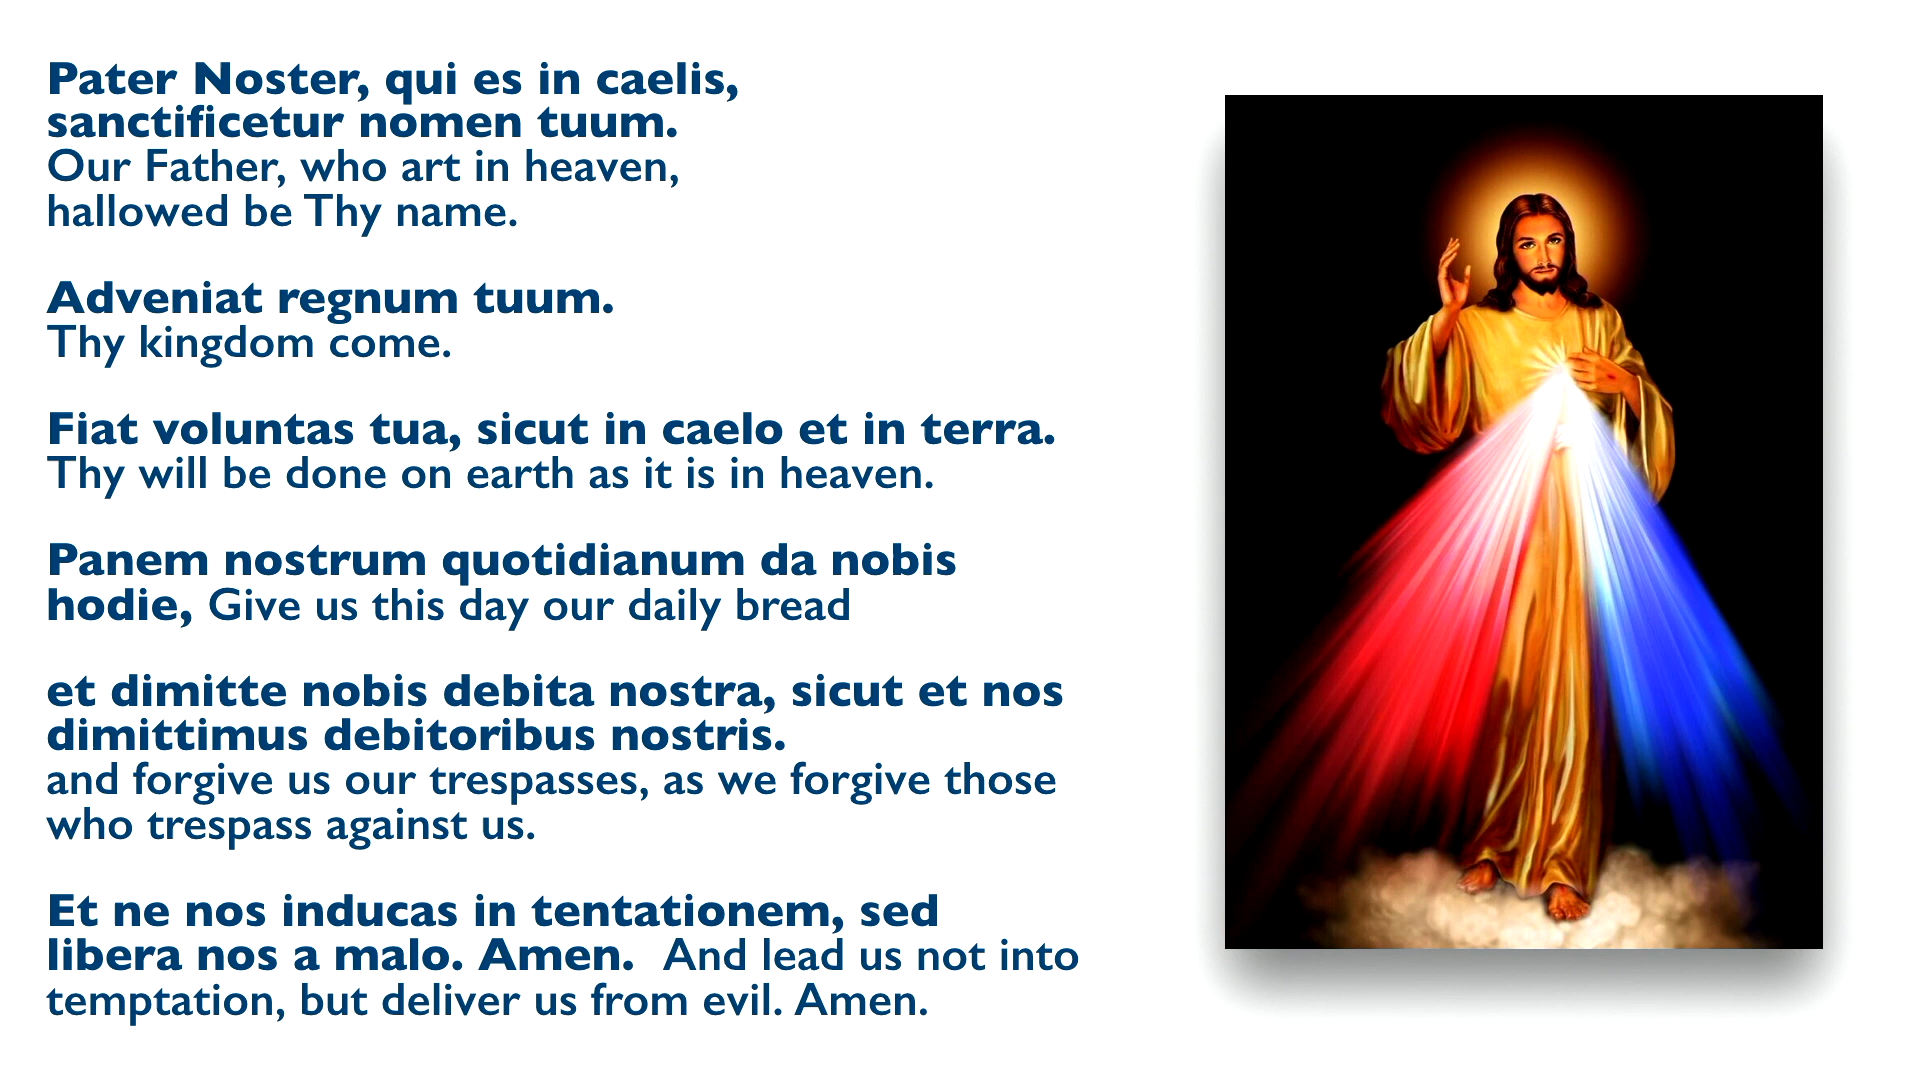 Pater Noster, qui es in caelis,
sanctificetur nomen tuum.
Our Father, who art in heaven,
hallowed be Thy name.
Adveniat regnum tuum.
Thy kingdom come.
Fiat voluntas tua, sicut in caelo et in terra.
Thy will be done on earth as it is in heaven.
Panem nostrum quotidianum da nobis
hodie, Give us this day our daily bread
et dimitte nobis debita nostra, sicut et nos
dimittimus debitoribus nostris.
and forgive us our trespasses, as we forgive those
who trespass against us.
Et ne nos inducas in tentationem, sed
libera nos a malo. Amen. And lead us not into
temptation, but deliver us from evil. Amen.